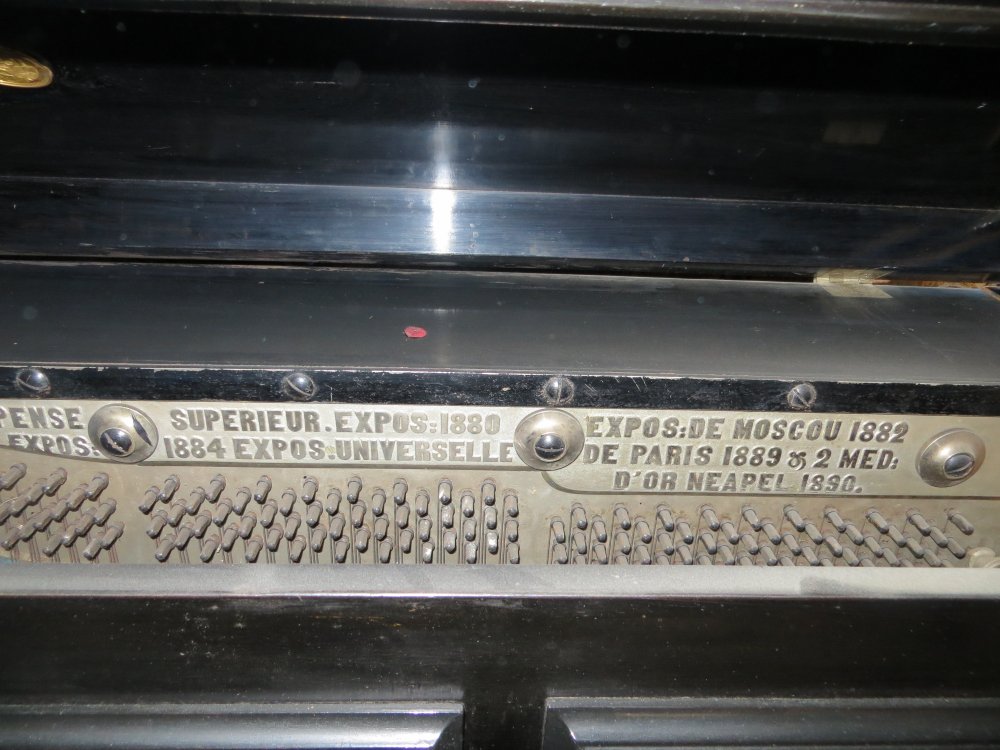 PENSE SUPERIEUR. EXPOS: 1880 EXPOS: DE MOSCOU 1882
EXPOS: 1884 EXPOS: UNIVERSELLE DE PARIS 1889 & 2 MED:
D'OR NEAPEL 1890.